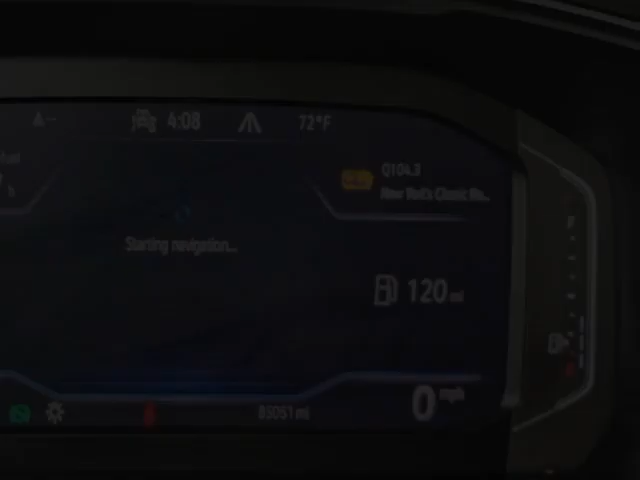 4:08
72°F
Q104.3
New York's Classic Ro...
Starting navigation...
120 mi
83051 mi
0 mph